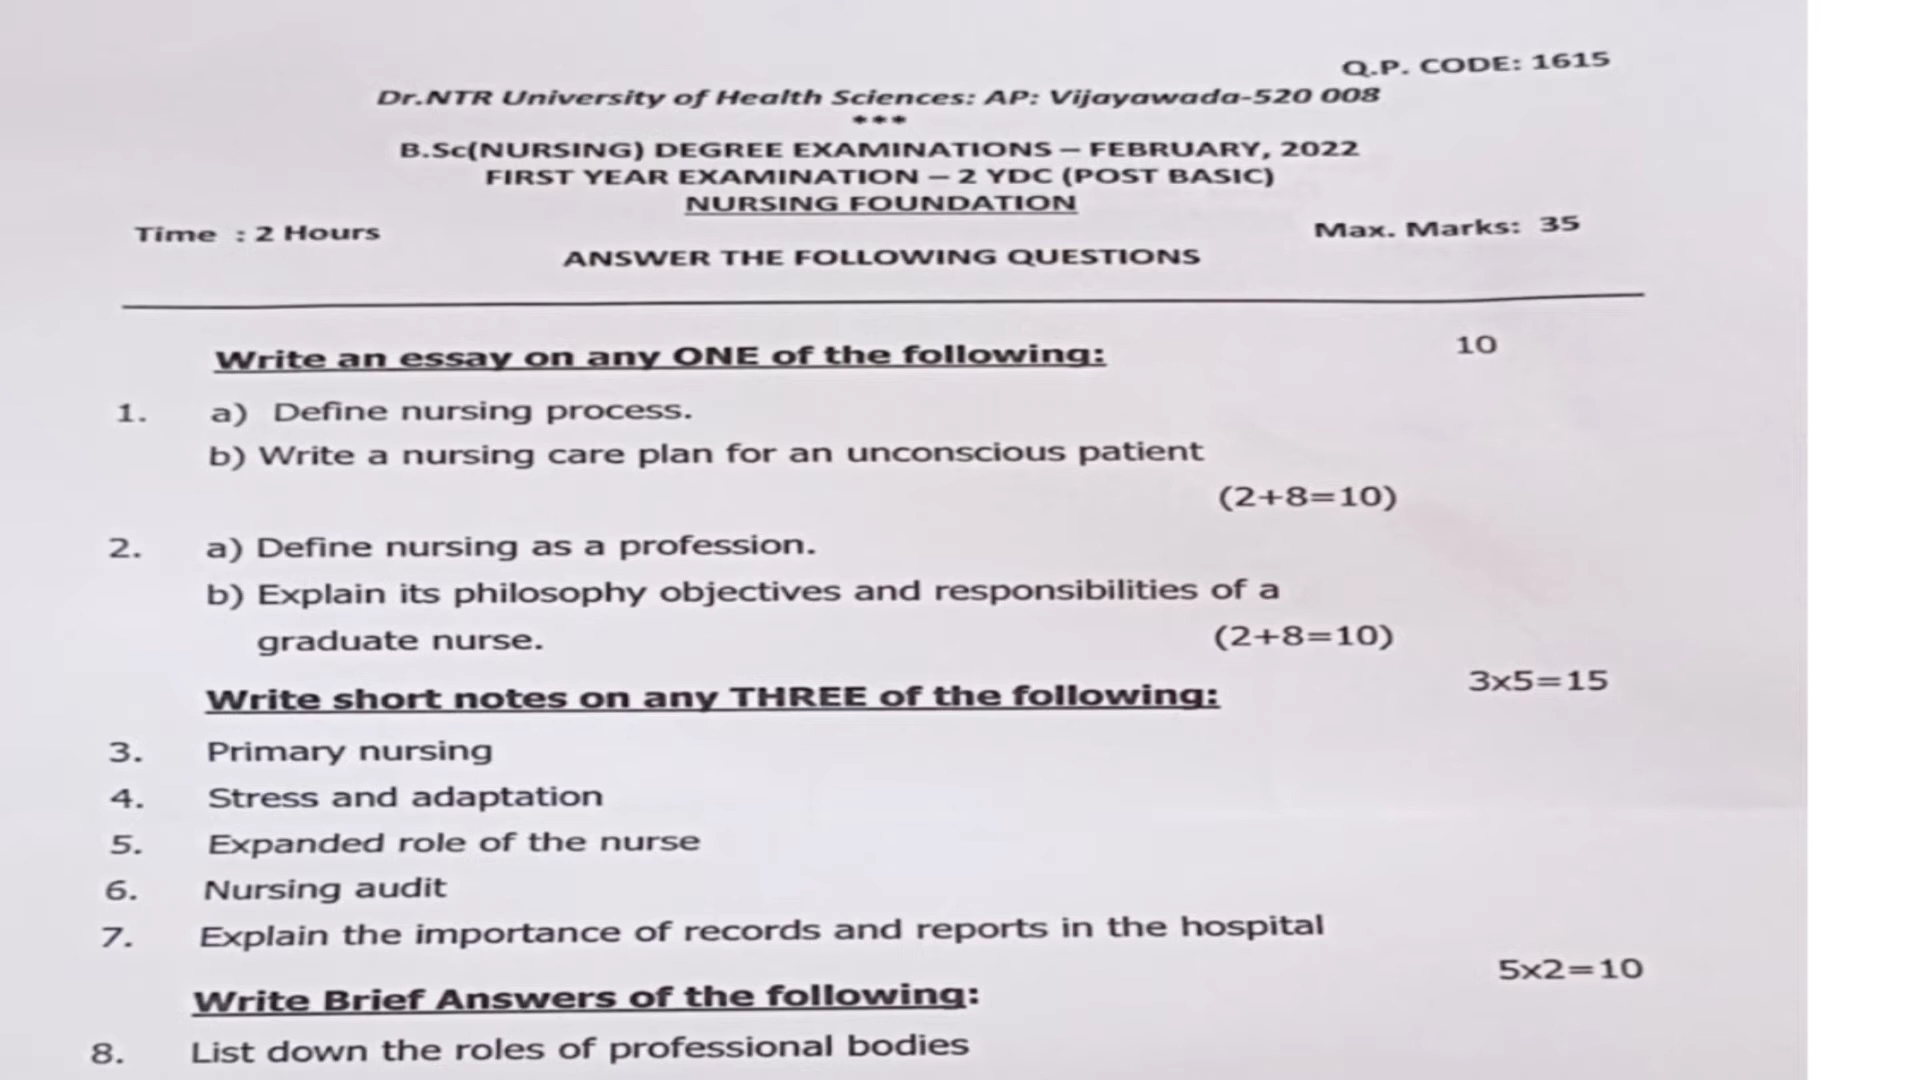 Q.P. CODE: 1615
Dr.NTR University of Health Sciences: AP: Vijayawada-520 008
***
B.Sc(NURSING) DEGREE EXAMINATIONS – FEBRUARY, 2022
FIRST YEAR EXAMINATION – 2 YDC (POST BASIC)
NURSING FOUNDATION
Time : 2 Hours Max. Marks: 35
ANSWER THE FOLLOWING QUESTIONS
Write an essay on any ONE of the following: 10
1. a) Define nursing process.
b) Write a nursing care plan for an unconscious patient
(2+8=10)
2. a) Define nursing as a profession.
b) Explain its philosophy objectives and responsibilities of a
graduate nurse. (2+8=10)
Write short notes on any THREE of the following: 3x5=15
3. Primary nursing
4. Stress and adaptation
5. Expanded role of the nurse
6. Nursing audit
7. Explain the importance of records and reports in the hospital
Write Brief Answers of the following: 5x2=10
8. List down the roles of professional bodies